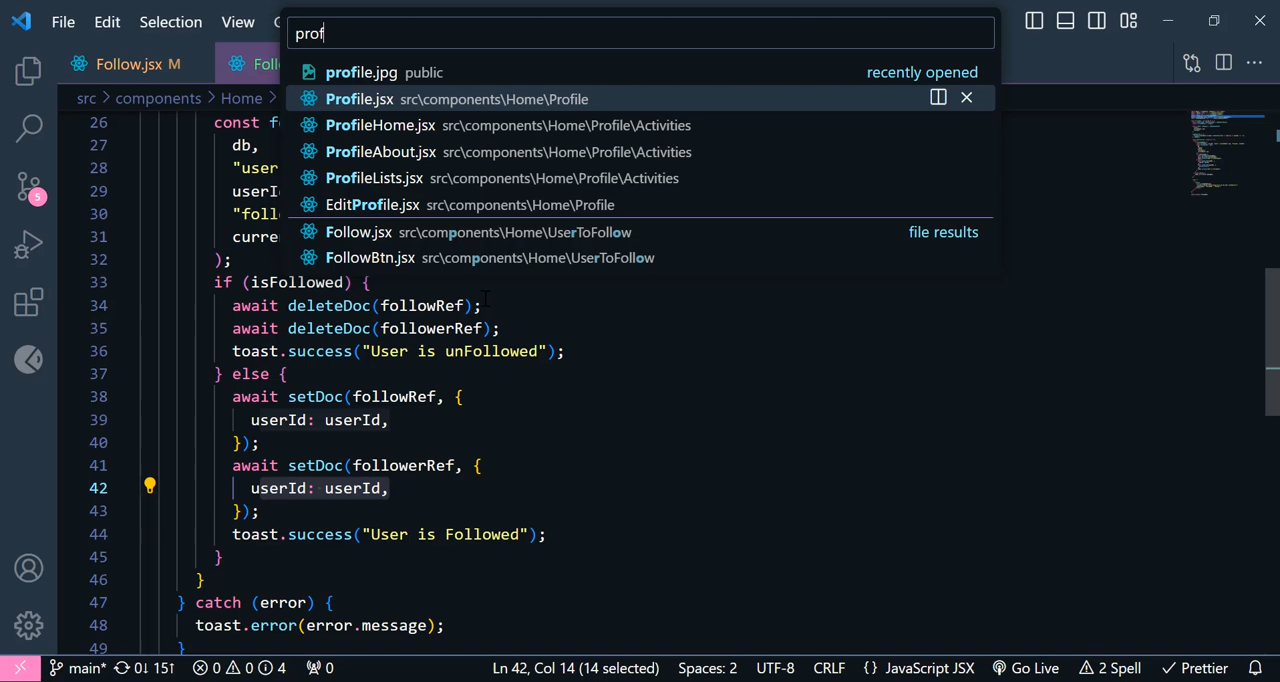 File Edit Selection View
prof
Follow.jsx M
profile.jpg public recently opened
Profile.jsx src\components\Home\Profile
ProfileHome.jsx src\components\Home\Profile\Activities
ProfileAbout.jsx src\components\Home\Profile\Activities
ProfileLists.jsx src\components\Home\Profile\Activities
EditProfile.jsx src\components\Home\Profile
Follow.jsx src\components\Home\UserToFollow file results
FollowBtn.jsx src\components\Home\UserToFollow
src > components > Home >
26 const
27 db,
28 "user
29
30
31
32 );
33 if (isFollowed) {
34 await deleteDoc(followRef);
35 await deleteDoc(followerRef);
36 toast.success("User is unFollowed");
37 } else {
38 await setDoc(followRef, {
39 userId: userId,
40 });
41 await setDoc(followerRef, {
42 userId: userId,
43 });
44 toast.success("User is Followed");
45 }
46 }
47 } catch (error) {
48 toast.error(error.message);
49 }
5
main* 0↓ 15↑ 0 0 4 0 Ln 42, Col 14 (14 selected) Spaces: 2 UTF-8 CRLF {} JavaScript JSX Go Live 2 Spell Prettier